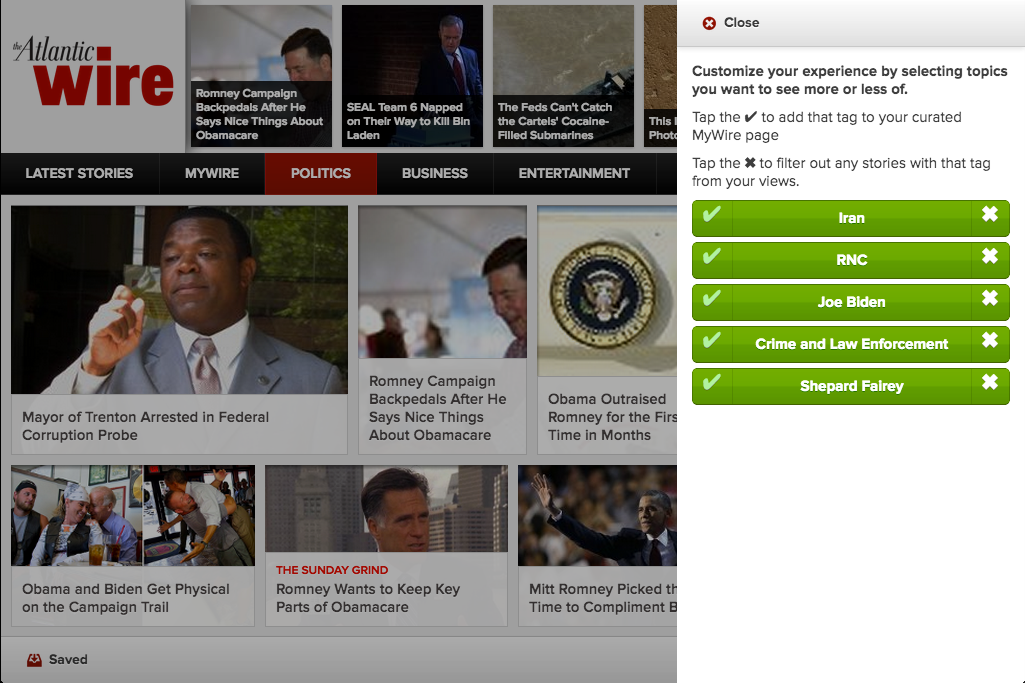 the Atlantic
wire
Romney Campaign
Backpedals After He
Says Nice Things About
Obamacare
SEAL Team 6 Napped
on Their Way to Kill Bin
Laden
The Feds Can't Catch
the Cartels' Cocaine-
Filled Submarines
This I
Photo
LATEST STORIES
MYWIRE
POLITICS
BUSINESS
ENTERTAINMENT
Mayor of Trenton Arrested in Federal
Corruption Probe
Romney Campaign
Backpedals After He
Says Nice Things
About Obamacare
Obama Outraised
Romney for the Firs
Time in Months
Obama and Biden Get Physical
on the Campaign Trail
THE SUNDAY GRIND
Romney Wants to Keep Key
Parts of Obamacare
Mitt Romney Picked th
Time to Compliment B
Saved
Close
Customize your experience by selecting topics
you want to see more or less of.
Tap the ✔ to add that tag to your curated
MyWire page
Tap the ✖ to filter out any stories with that tag
from your views.
✔ Iran ✖
✔ RNC ✖
✔ Joe Biden ✖
✔ Crime and Law Enforcement ✖
✔ Shepard Fairey ✖